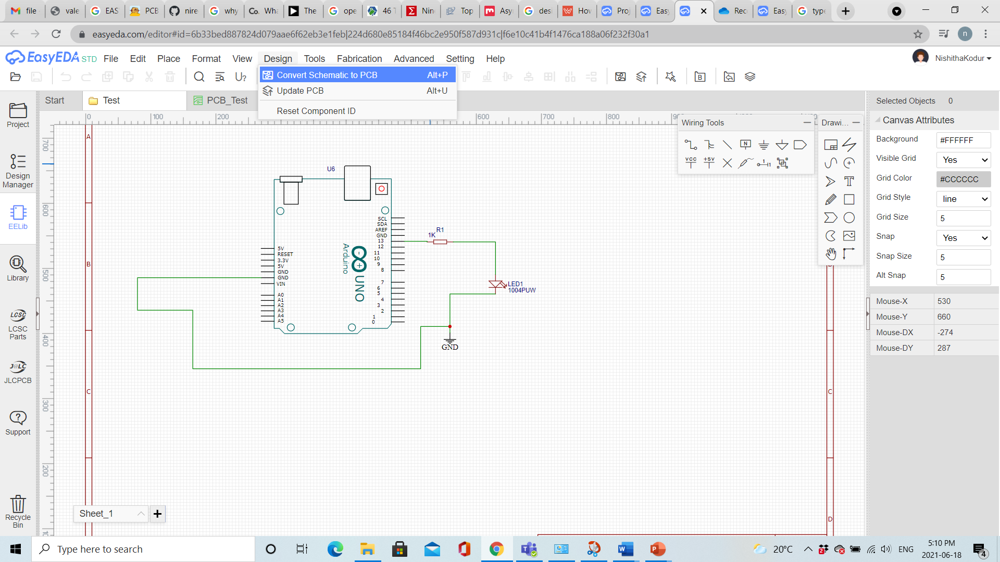 file
vale
EAS
PCB
nire
why
Co. Wha
The
ope
46 T
Nin
Top
Asy
desi
How
Proj
Easy
Rec
Easy
type
easyeda.com/editor#id=6b33bed887824d079aae6f62eb3e1feb|224d680e85184f46bc2e950f587d931c|f6e10c41b4f1476ca188a06f232f30a1
n
EasyEDA STD File Edit Place Format View Design Tools Fabrication Advanced Setting Help
NishithaKodur
Convert Schematic to PCB Alt+P
Update PCB Alt+U
Reset Component ID
U?
B
Start
Test
PCB_Test
0 100 200 600 700 800
700
600
500
400
300
200
Project
Design
Manager
EELib
Library
LCSC
LCSC
Parts
J@LC
JLCPCB
Support
Recycle
Bin
A
B
C
U6
SCL
SDA
AREF
GND
13
12
11
10
9
8
7
6
5
4
3
2
1
0
5V
RESET
3.3V
5V
GND
GND
VIN
A0
A1
A2
A3
A4
A5
Arduino
UNO
R1
1K
LED1
1004PUW
GND
C
D
Wiring Tools
N
VCC +5V
Drawi...
T
Selected Objects 0
Canvas Attributes
Background #FFFFFF
Visible Grid Yes
Grid Color #CCCCCC
Grid Style line
Grid Size 5
Snap Yes
Snap Size 5
Alt Snap 5
Mouse-X 530
Mouse-Y 660
Mouse-DX -274
Mouse-DY 287
Sheet_1
Type here to search
20°C
ENG
5:10 PM
2021-06-18
4